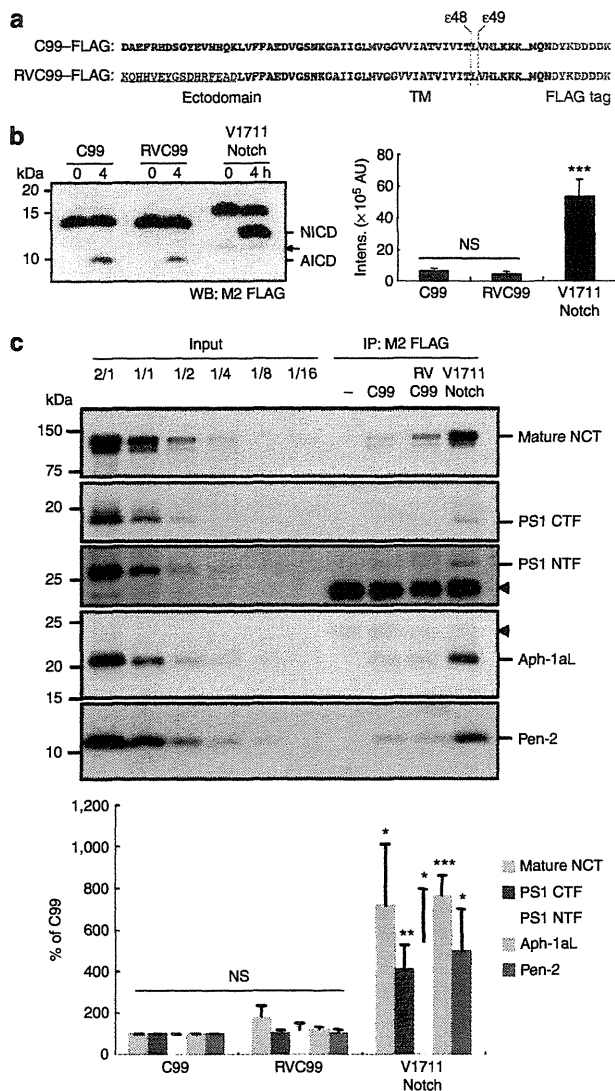 a
ε48 ε49
C99–FLAG: DAEFRHDSGYEVHHQKLVFFAEDVGSNKGAIIGLMVGGVVIATVIVITLVMLKKK…MQNDYKDDDDK
RVC99–FLAG: KQHHVEYGSDHRFEADLVFFAEDVGSNKGAIIGLMVGGVVIATVIVITLVMLKKK…MQNDYKDDDDK
Ectodomain TM FLAG tag
b
C99 RVC99 V1711 Notch
kDa 0 4 0 4 0 4 h
20
15
10
NICD
AICD
WB: M2 FLAG
Intens. (× 10⁵ AU)
80
60
40
20
0
NS
***
C99 RVC99 V1711 Notch
c
Input IP: M2 FLAG
2/1 1/1 1/2 1/4 1/8 1/16 – C99 RV C99 V1711 Notch
kDa
150
75
Mature NCT
20
PS1 CTF
25
PS1 NTF
25
20
15
Aph-1aL
10
Pen-2
% of C99
1,200
1,000
800
600
400
200
0
NS
* ** * *** *
C99 RVC99 V1711 Notch
Mature NCT
PS1 CTF
PS1 NTF
Aph-1aL
Pen-2